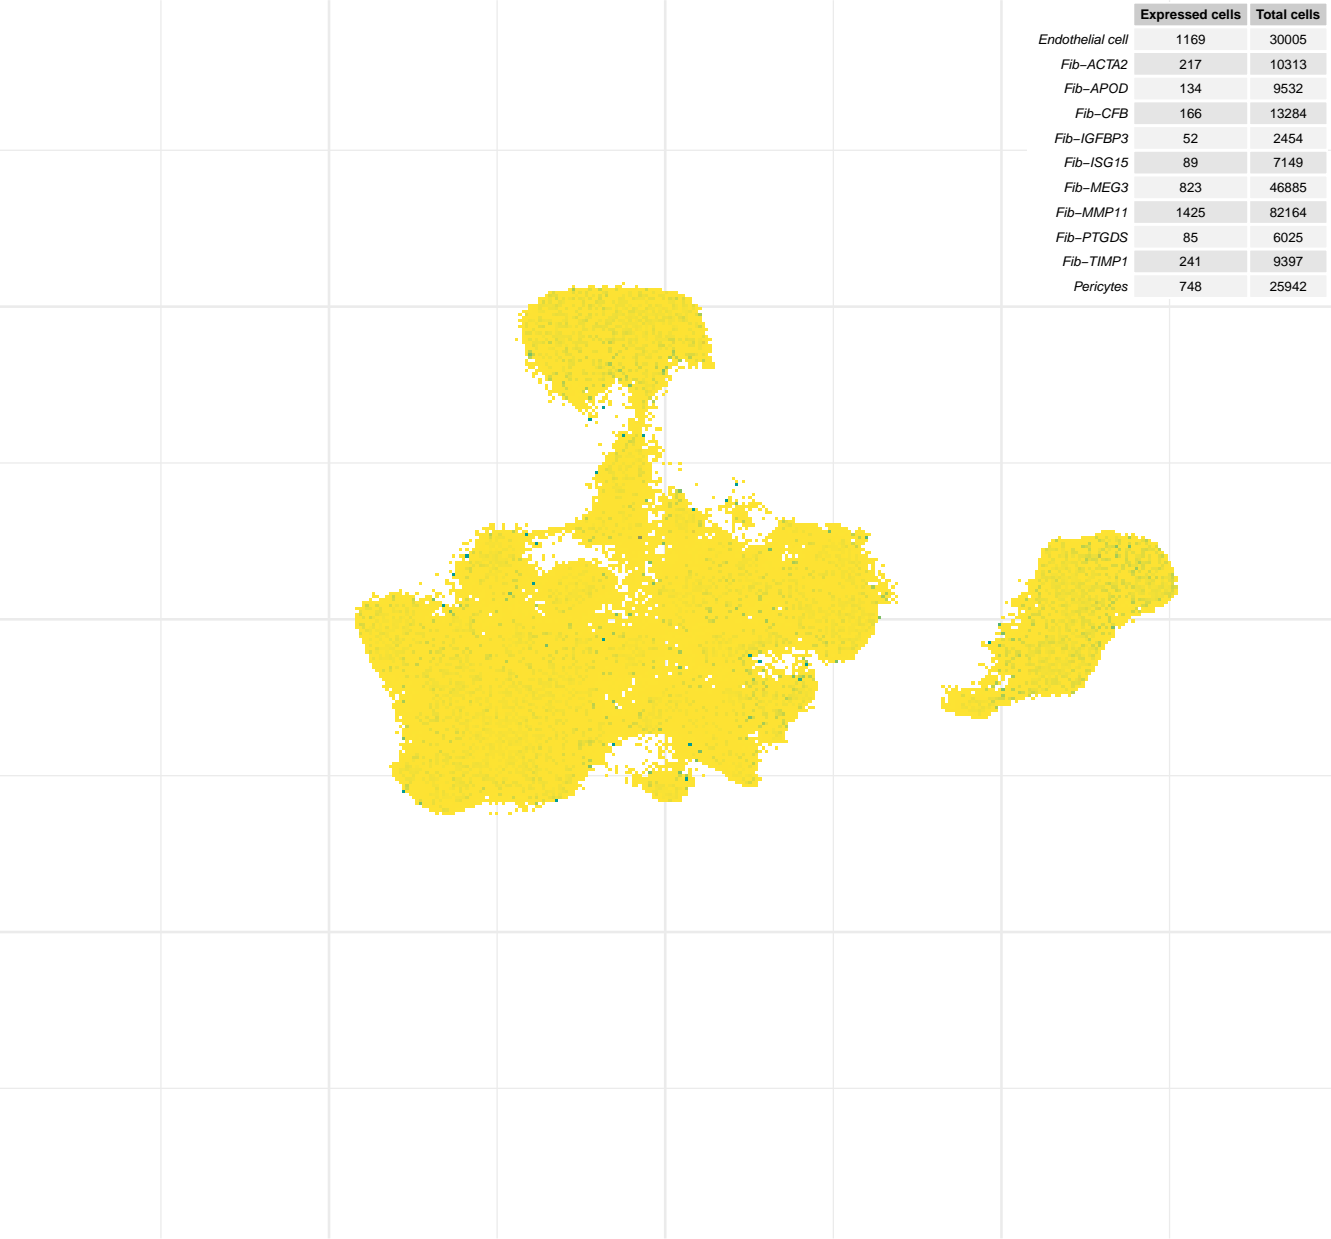 Expressed cells Total cells
Endothelial cell 1169 30005
Fib−ACTA2 217 10313
Fib−APOD 134 9532
Fib−CFB 166 13284
Fib−IGFBP3 52 2454
Fib−ISG15 89 7149
Fib−MEG3 823 46885
Fib−MMP11 1425 82164
Fib−PTGDS 85 6025
Fib−TIMP1 241 9397
Pericytes 748 25942